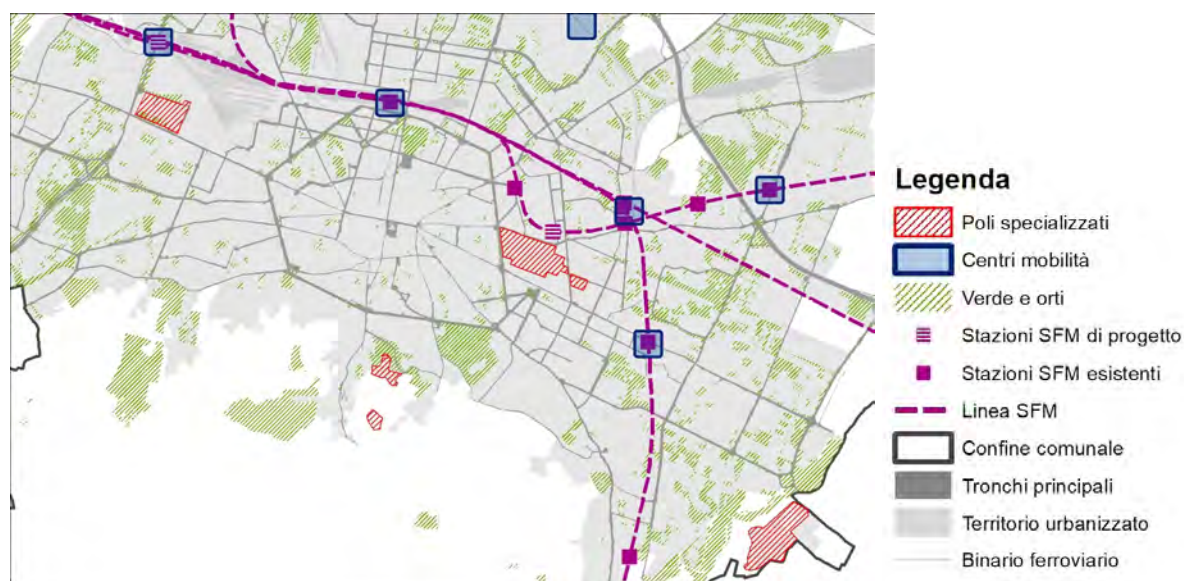 Legenda
Poli specializzati
Centri mobilità
Verde e orti
Stazioni SFM di progetto
Stazioni SFM esistenti
Linea SFM
Confine comunale
Tronchi principali
Territorio urbanizzato
Binario ferroviario